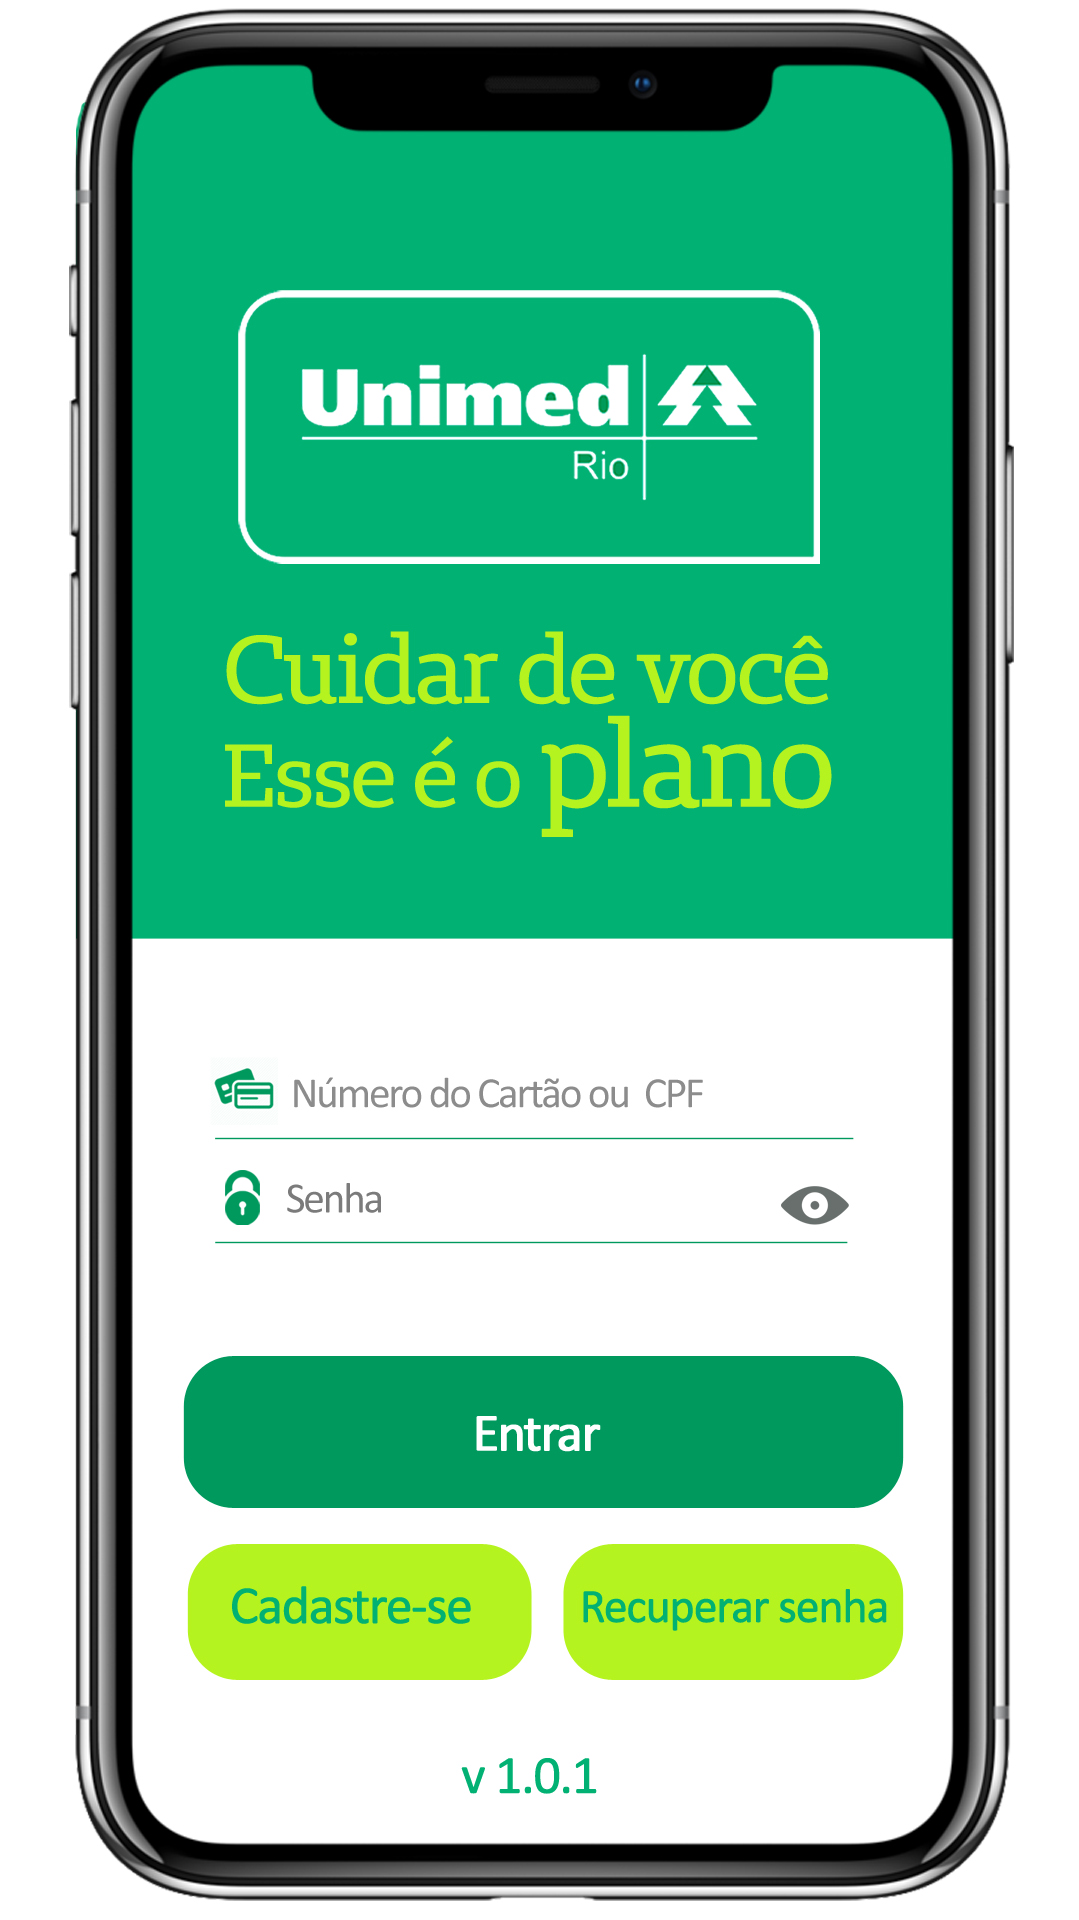 Unimed
Rio
Cuidar de você
Esse é o plano
Número do Cartão ou CPF
Senha
Entrar
Cadastre-se
Recuperar senha
v 1.0.1